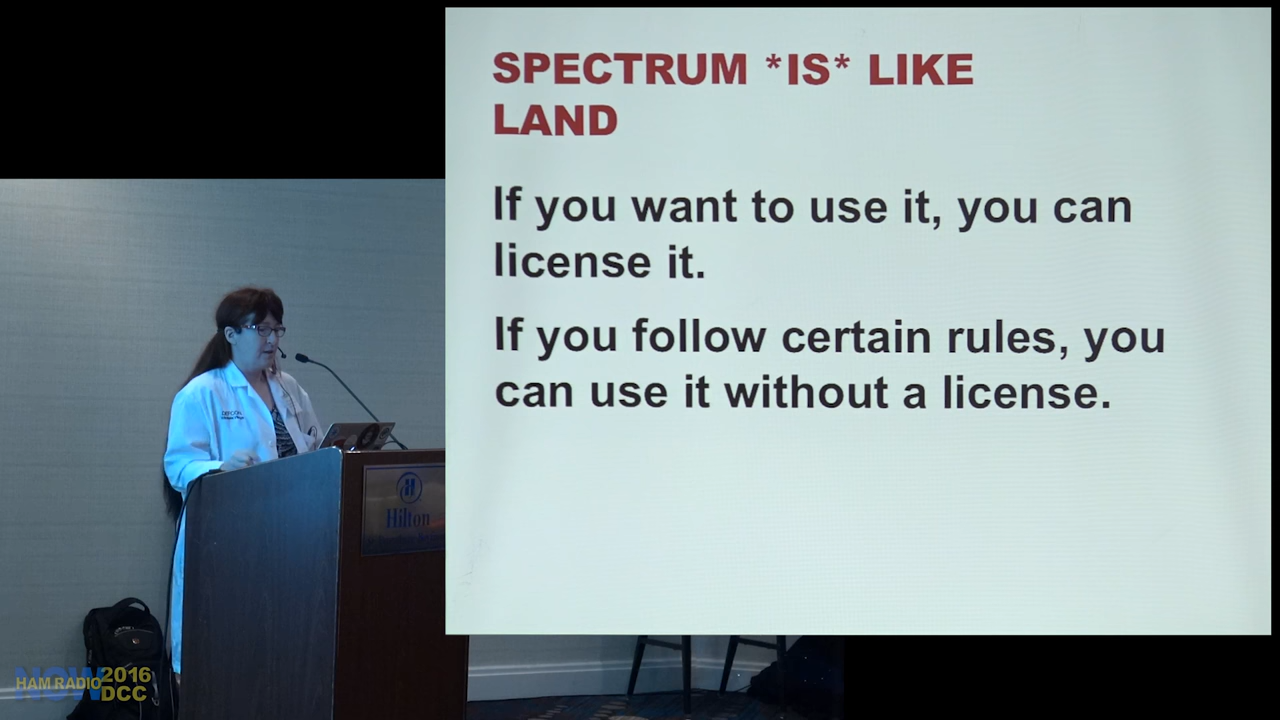 SPECTRUM *IS* LIKE
LAND
If you want to use it, you can
license it.
If you follow certain rules, you
can use it without a license.
DEFCON
Hilton
HAM RADIO NOW 2016
DCC